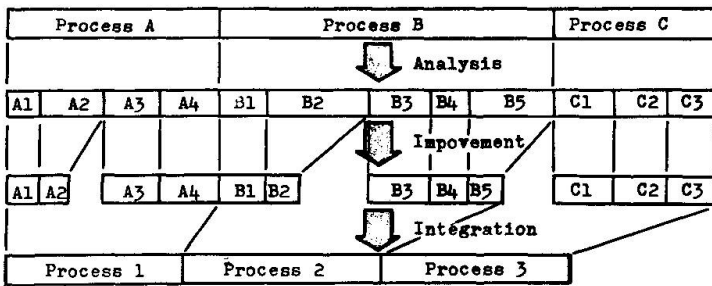 Process A Process B Process C
Analysis
A1 A2 A3 A4 B1 B2 B3 B4 B5 C1 C2 C3
Impovement
A1 A2 A3 A4 B1 B2 B3 B4 B5 C1 C2 C3
Integration
Process 1 Process 2 Process 3